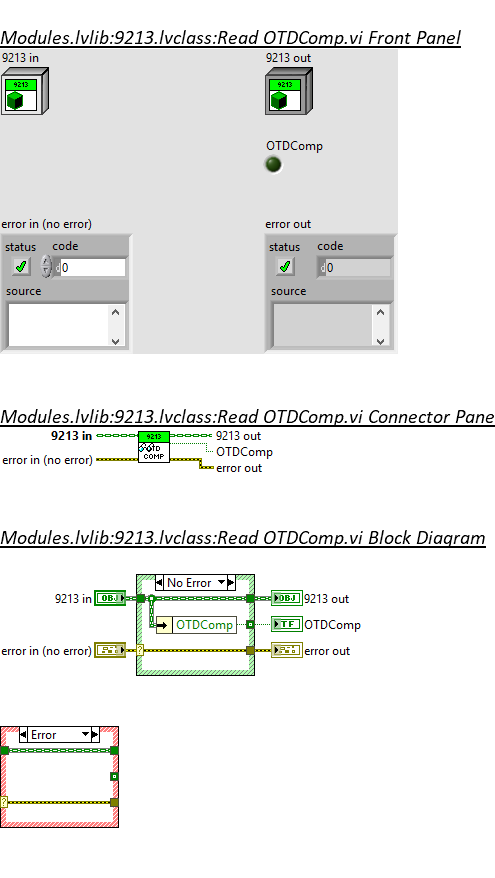 Modules.lvlib:9213.lvclass:Read OTDComp.vi Front Panel
9213 in
9213 out
9213
9213
OTDComp
error in (no error)
error out
status code
status code
0
0
source
source
Modules.lvlib:9213.lvclass:Read OTDComp.vi Connector Pane
9213 in
9213
9213 out
OTD
OTDComp
COMP
error in (no error)
error out
Modules.lvlib:9213.lvclass:Read OTDComp.vi Block Diagram
No Error
9213 in
OBJ
OBJ
9213 out
OTDComp
TF
OTDComp
error in (no error)
?
error out
Error
?